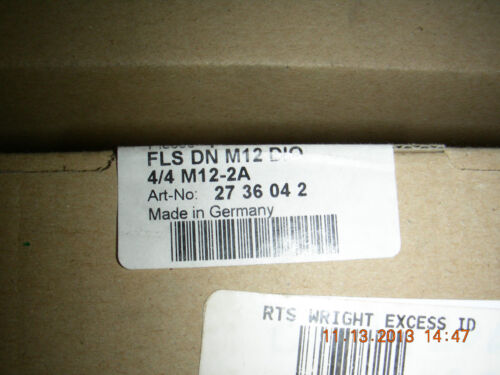 FLS DN M12 DIO
4/4 M12-2A
Art-No: 27 36 04 2
Made in Germany
RTS WRIGHT EXCESS ID
11.13.2013 14:47